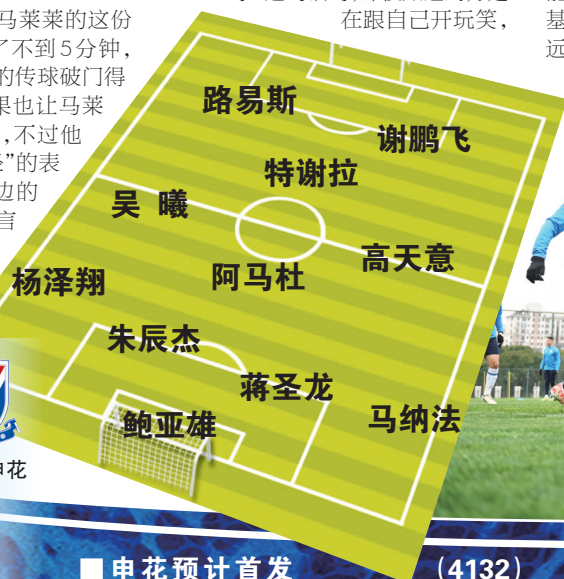 马莱莱的这份
了不到5分钟，
的传球破门得
果也让马莱
，不过他
”的表
边的
言
在跟自己开玩笑，
基
远
路易斯
谢鹏飞
特谢拉
吴 曦
高天意
杨泽翔
阿马杜
朱辰杰
蒋圣龙
马纳法
鲍亚雄
申花
■申花预计首发 （4132）